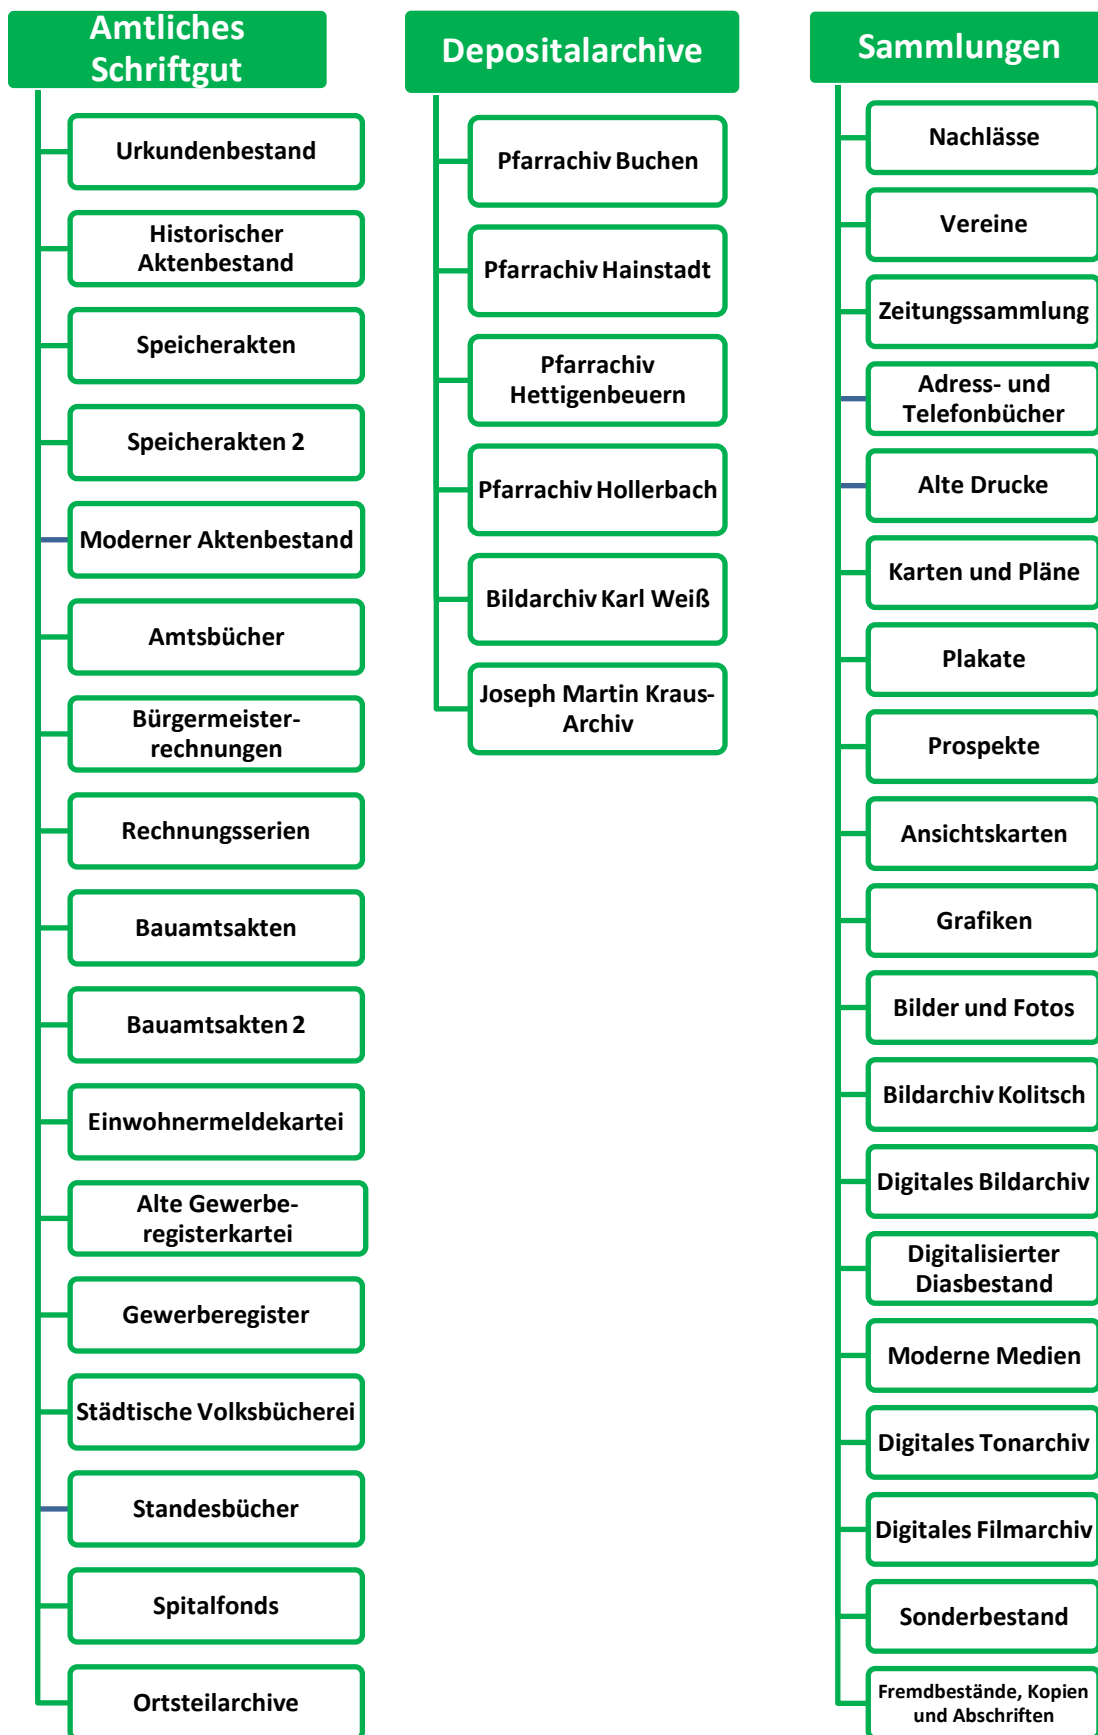 Amtliches
Schriftgut
Urkundenbestand
Historischer
Aktenbestand
Speicherakten
Speicherakten 2
Moderner Aktenbestand
Amtsbücher
Bürgermeister-
rechnungen
Rechnungsserien
Bauamtsakten
Bauamtsakten 2
Einwohnermeldekartei
Alte Gewerbe-
registerkartei
Gewerberegister
Städtische Volksbücherei
Standesbücher
Spitalfonds
Ortsteilarchive
Depositalarchive
Pfarrachiv Buchen
Pfarrachiv Hainstadt
Pfarrachiv
Hettigenbeuern
Pfarrachiv Hollerbach
Bildarchiv Karl Weiß
Joseph Martin Kraus-
Archiv
Sammlungen
Nachlässe
Vereine
Zeitungssammlung
Adress- und
Telefonbücher
Alte Drucke
Karten und Pläne
Plakate
Prospekte
Ansichtskarten
Grafiken
Bilder und Fotos
Bildarchiv Kolitsch
Digitales Bildarchiv
Digitalisierter
Diasbestand
Moderne Medien
Digitales Tonarchiv
Digitales Filmarchiv
Sonderbestand
Fremdbestände, Kopien
und Abschriften